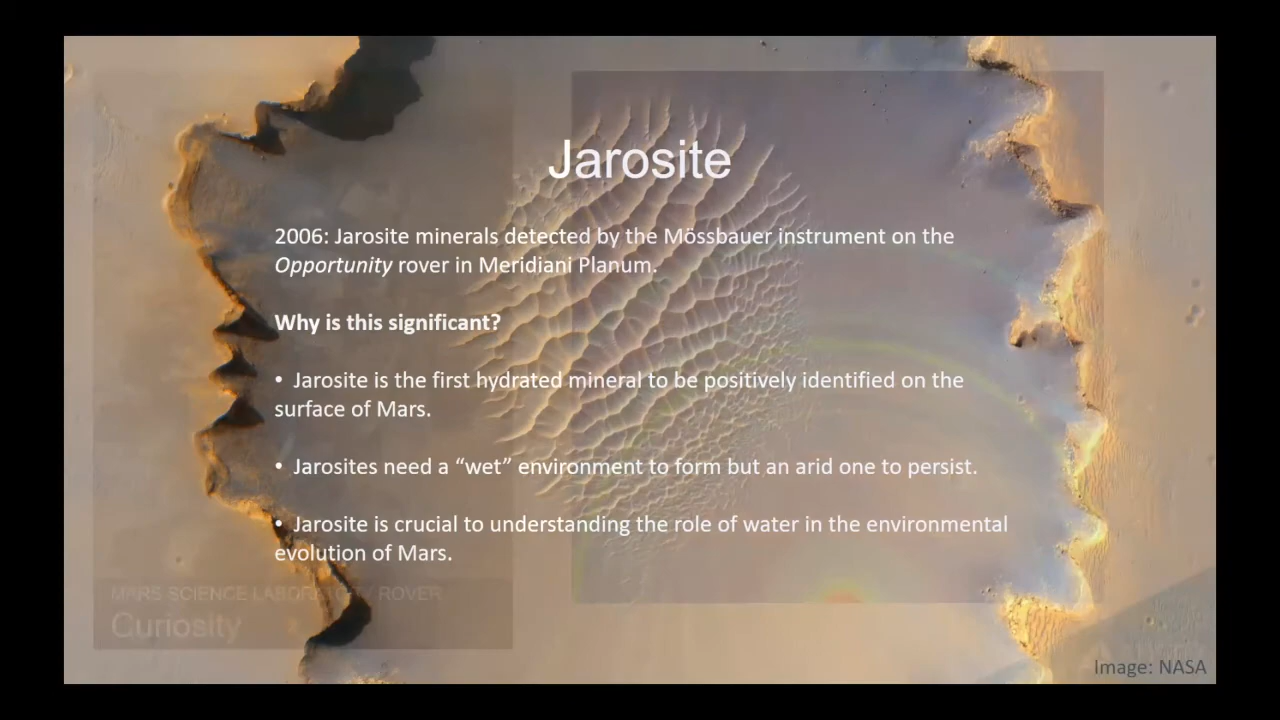 Jarosite
2006: Jarosite minerals detected by the Mössbauer instrument on the
Opportunity rover in Meridiani Planum.
Why is this significant?
• Jarosite is the first hydrated mineral to be positively identified on the
surface of Mars.
• Jarosites need a “wet” environment to form but an arid one to persist.
• Jarosite is crucial to understanding the role of water in the environmental
evolution of Mars.
MARS SCIENCE LABORATORY ROVER
Curiosity
Image: NASA